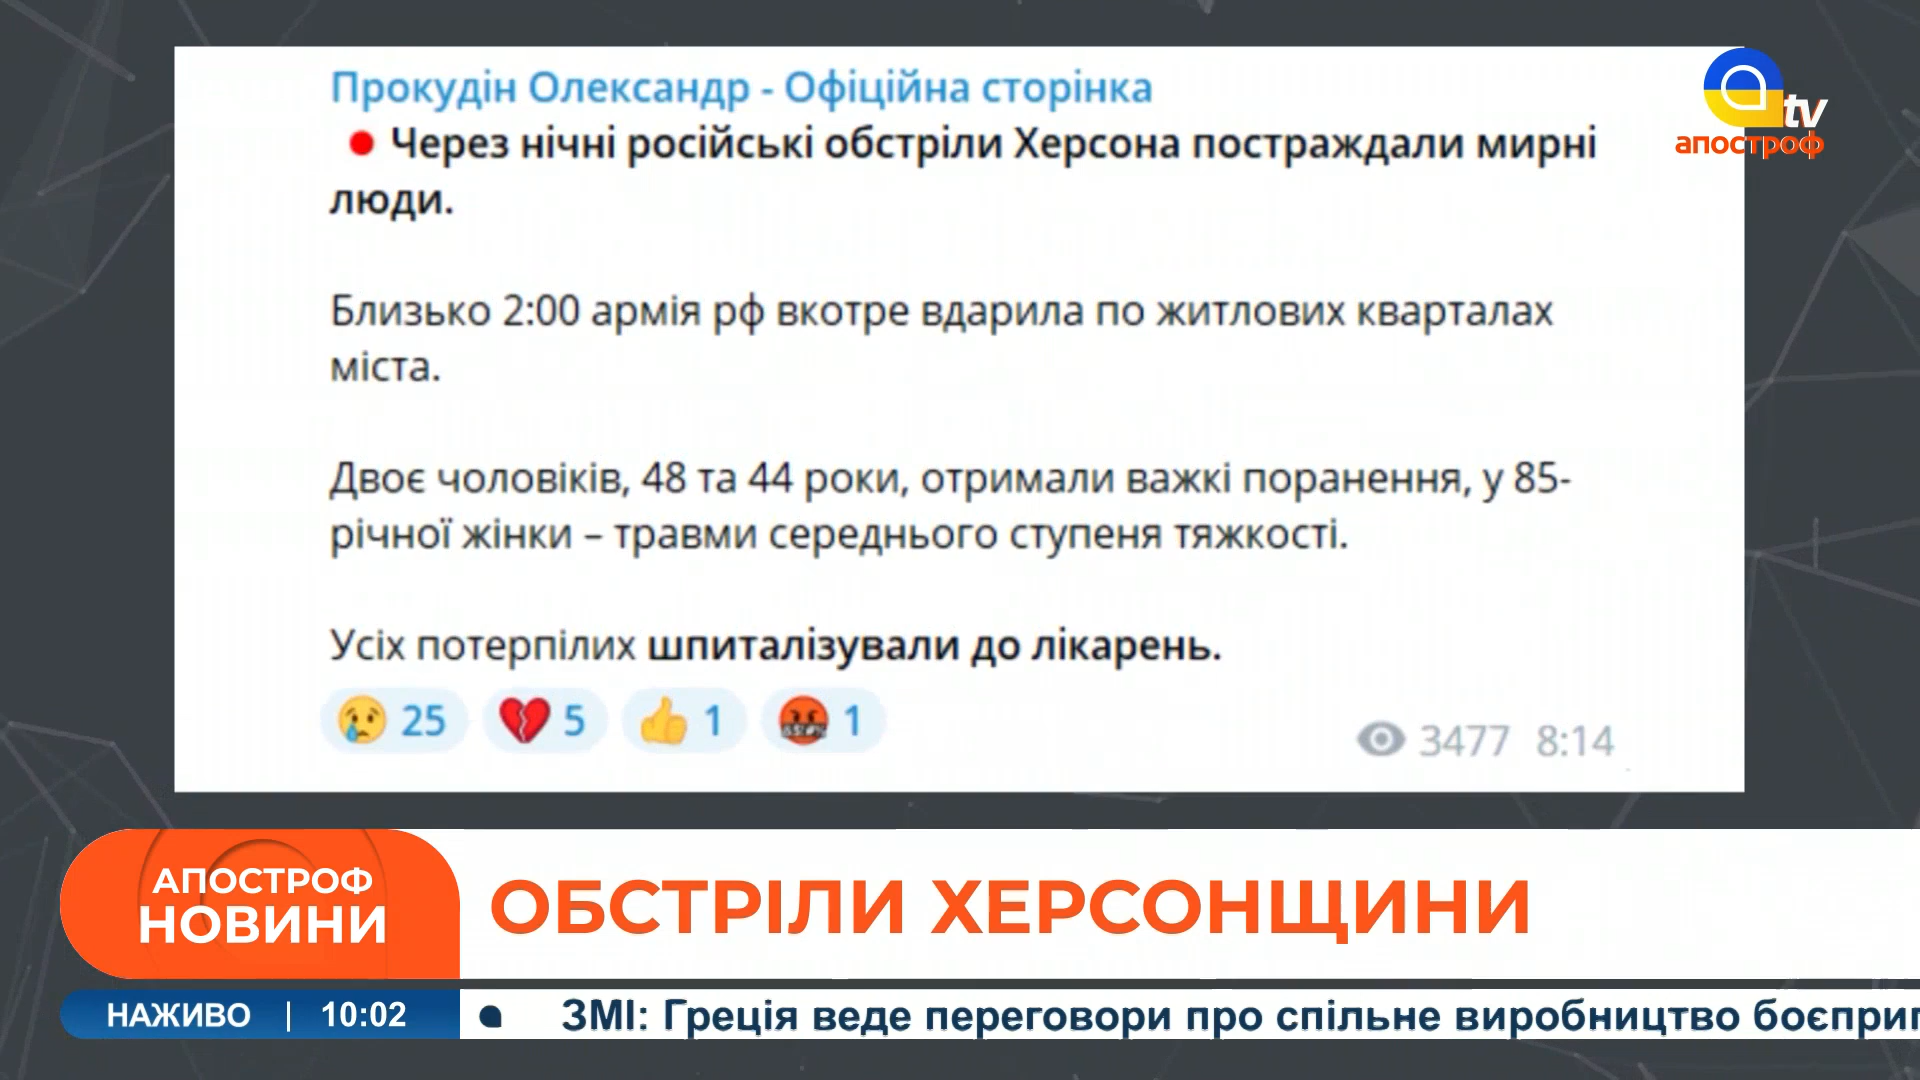 Прокудін Олександр - Офіційна сторінка
Через нічні російські обстріли Херсона постраждали мирні
люди.
Близько 2:00 армія рф вкотре вдарила по житлових кварталах
міста.
Двоє чоловіків, 48 та 44 роки, отримали важкі поранення, у 85-
річної жінки – травми середнього ступеня тяжкості.
Усіх потерпілих шпиталізували до лікарень.
25 5 1 1
3477 8:14
tv
апостроф
АПОСТРОФ
НОВИНИ
ОБСТРІЛИ ХЕРСОНЩИНИ
НАЖИВО | 10:02
ЗМІ: Греція веде переговори про спільне виробництво боєприп